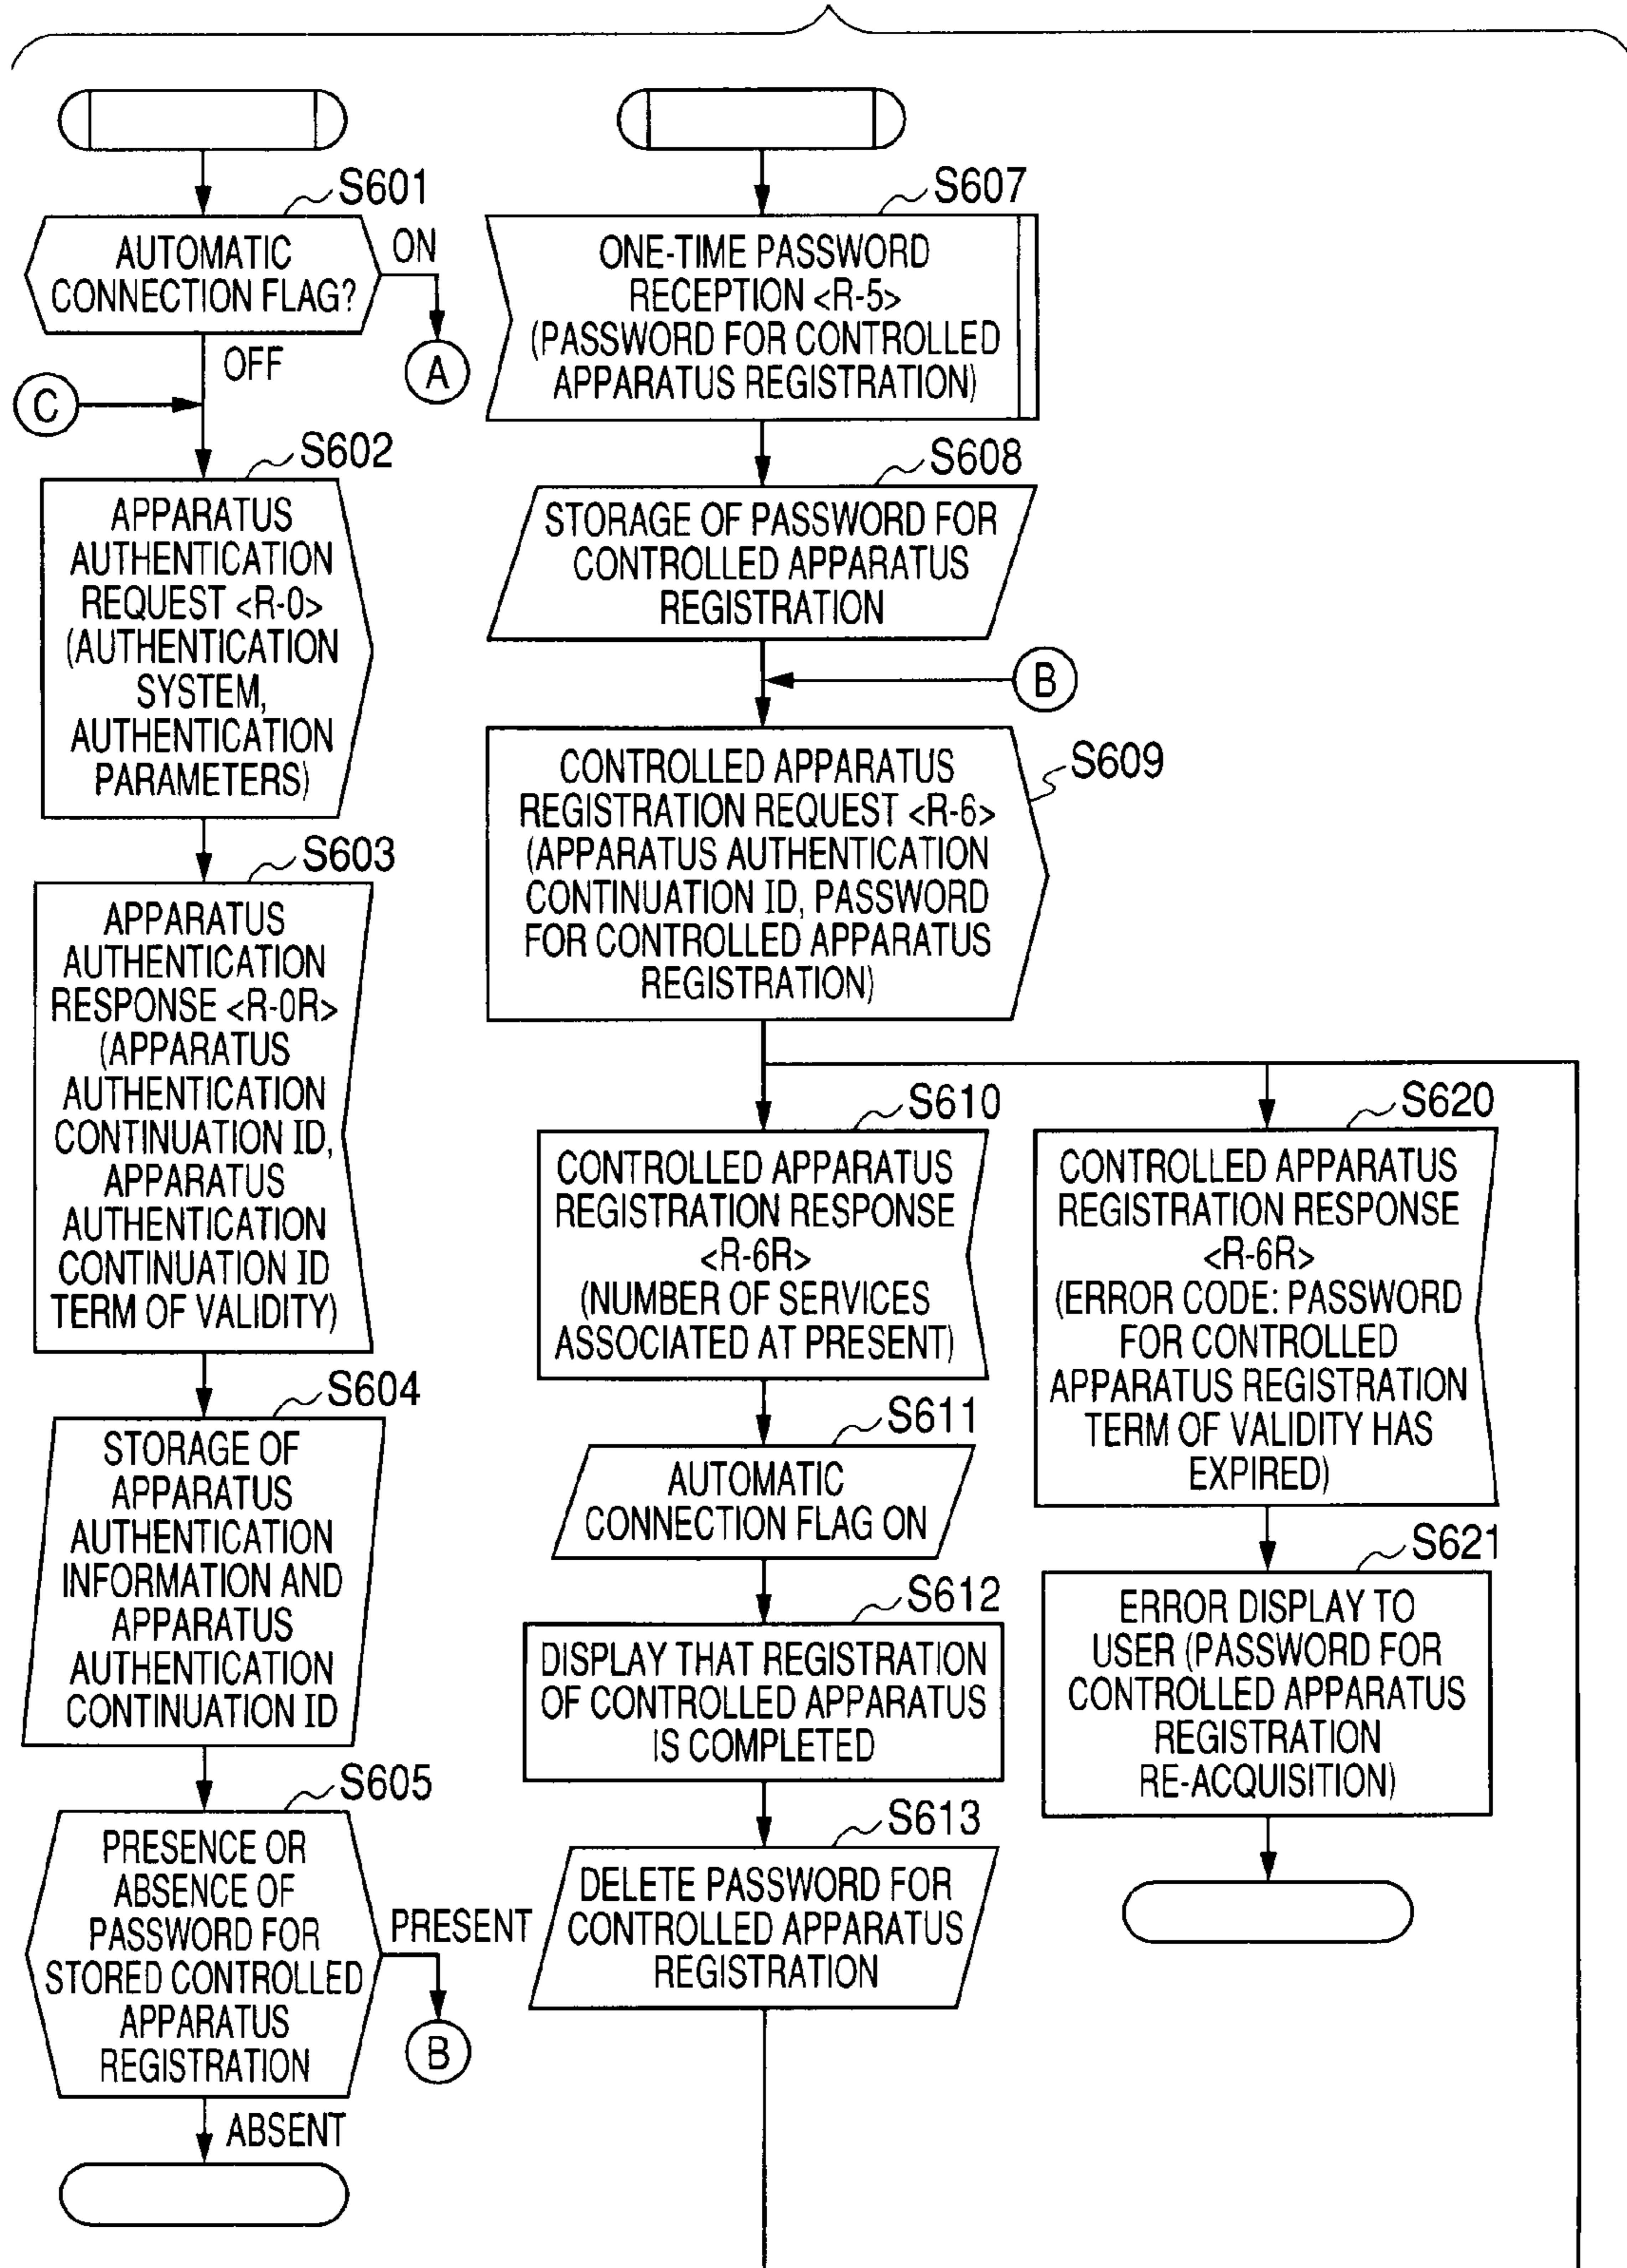 S601
AUTOMATIC
CONNECTION FLAG?
ON
A
OFF
C
S602
APPARATUS
AUTHENTICATION
REQUEST <R-0>
(AUTHENTICATION
SYSTEM,
AUTHENTICATION
PARAMETERS)
S603
APPARATUS
AUTHENTICATION
RESPONSE <R-0R>
(APPARATUS
AUTHENTICATION
CONTINUATION ID,
APPARATUS
AUTHENTICATION
CONTINUATION ID
TERM OF VALIDITY)
S604
STORAGE OF
APPARATUS
AUTHENTICATION
INFORMATION AND
APPARATUS
AUTHENTICATION
CONTINUATION ID
S605
PRESENCE OR
ABSENCE OF
PASSWORD FOR
STORED CONTROLLED
APPARATUS
REGISTRATION
PRESENT
B
ABSENT
S607
ONE-TIME PASSWORD
RECEPTION <R-5>
(PASSWORD FOR CONTROLLED
APPARATUS REGISTRATION)
S608
STORAGE OF PASSWORD FOR
CONTROLLED APPARATUS
REGISTRATION
B
S609
CONTROLLED APPARATUS
REGISTRATION REQUEST <R-6>
(APPARATUS AUTHENTICATION
CONTINUATION ID, PASSWORD
FOR CONTROLLED APPARATUS
REGISTRATION)
S610
CONTROLLED APPARATUS
REGISTRATION RESPONSE
<R-6R>
(NUMBER OF SERVICES
ASSOCIATED AT PRESENT)
S611
AUTOMATIC
CONNECTION FLAG ON
S612
DISPLAY THAT REGISTRATION
OF CONTROLLED APPARATUS
IS COMPLETED
S613
DELETE PASSWORD FOR
CONTROLLED APPARATUS
REGISTRATION
S620
CONTROLLED APPARATUS
REGISTRATION RESPONSE
<R-6R>
(ERROR CODE: PASSWORD
FOR CONTROLLED
APPARATUS REGISTRATION
TERM OF VALIDITY HAS
EXPIRED)
S621
ERROR DISPLAY TO
USER (PASSWORD FOR
CONTROLLED APPARATUS
REGISTRATION
RE-ACQUISITION)